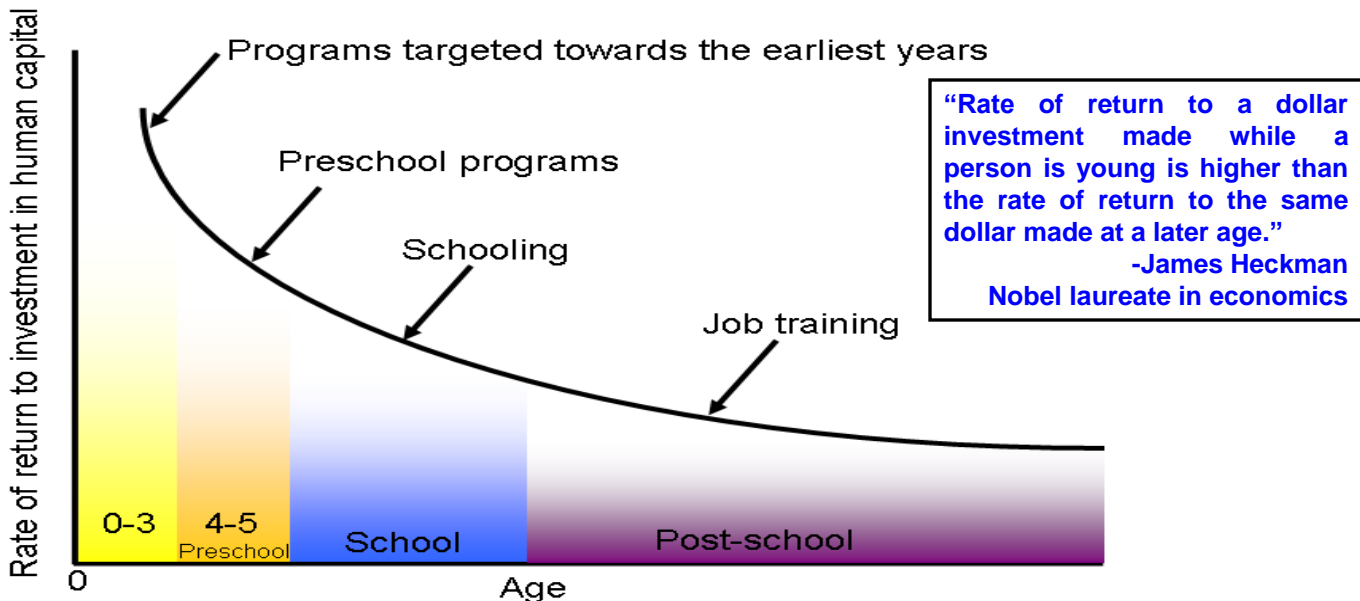 Rate of return to investment in human capital
Programs targeted towards the earliest years
Preschool programs
Schooling
Job training
“Rate of return to a dollar
investment made while a
person is young is higher than
the rate of return to the same
dollar made at a later age.”
-James Heckman
Nobel laureate in economics
0-3
4-5
Preschool
School
Post-school
0
Age